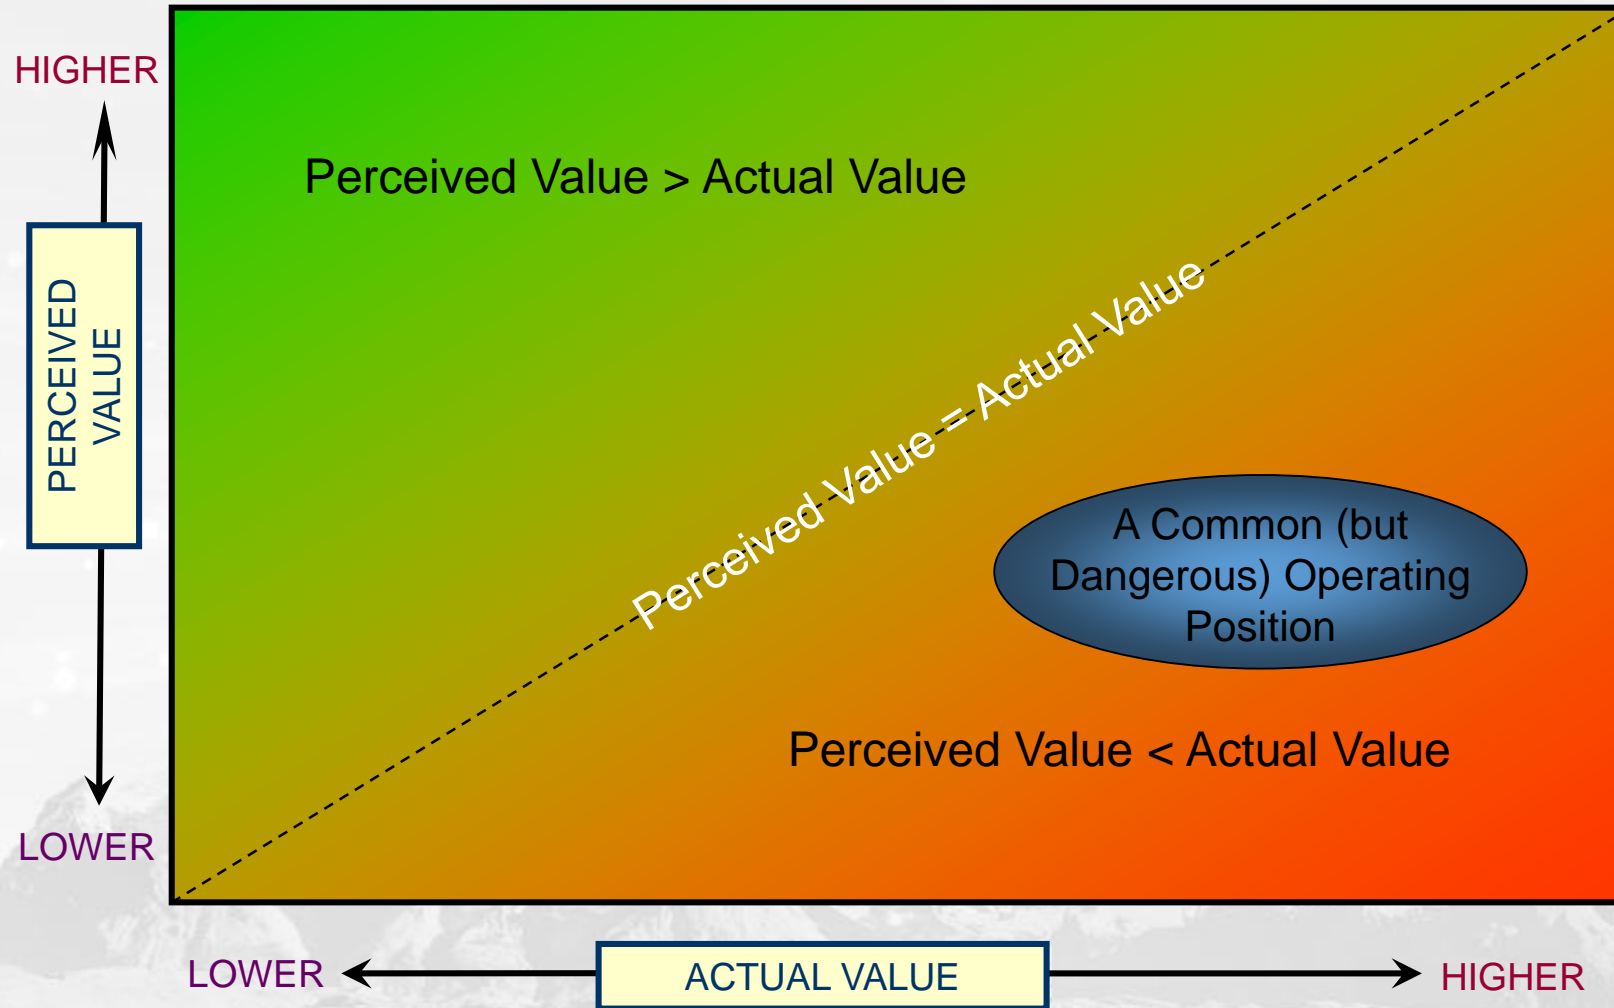 HIGHER
Perceived Value > Actual Value
PERCEIVED
VALUE
Perceived Value = Actual Value
A Common (but
Dangerous) Operating
Position
Perceived Value < Actual Value
LOWER
LOWER
ACTUAL VALUE
HIGHER